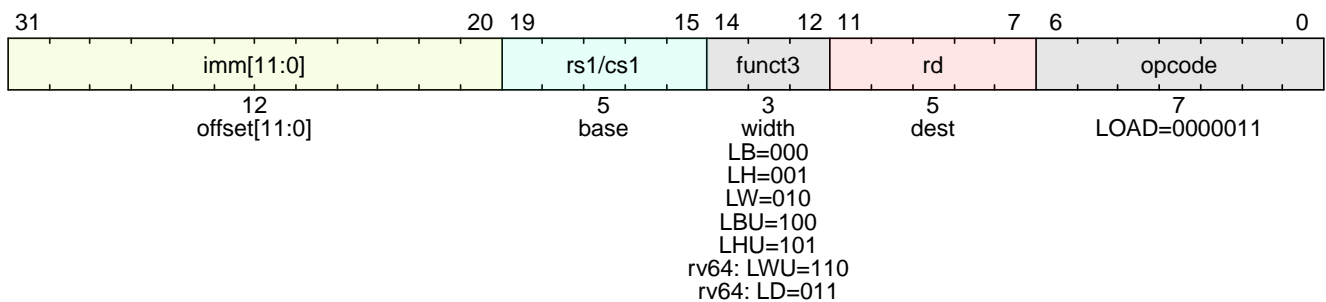 31 20 19 15 14 12 11 7 6 0
imm[11:0] rs1/cs1 funct3 rd opcode
12 5 3 5 7
offset[11:0] base width dest LOAD=0000011
LB=000
LH=001
LW=010
LBU=100
LHU=101
rv64: LWU=110
rv64: LD=011